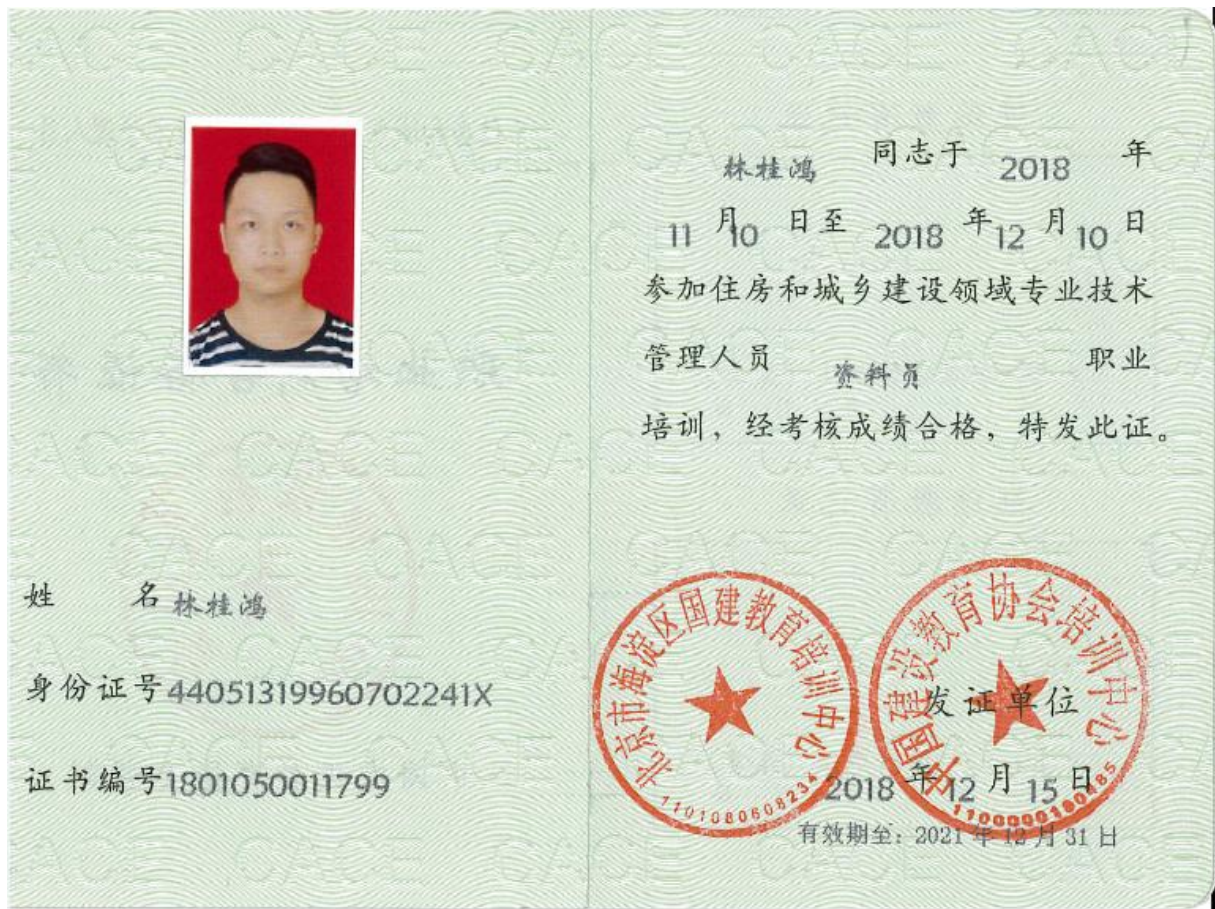 姓 名 林桂鸿
身份证号 44051319960702241X
证书编号 1801050011799
林桂鸿 同志于 2018 年
11 月 10 日至 2018 年 12 月 10 日
参加住房和城乡建设领域专业技术
管理人员 资料员 职业
培训，经考核成绩合格，特发此证。
北京市海淀区国建教育培训中心
1101080608234
中国建设教育协会培训中心
发证单位
2018 年 12 月 15 日
有效期至：2021 年 12 月 31 日
CACE